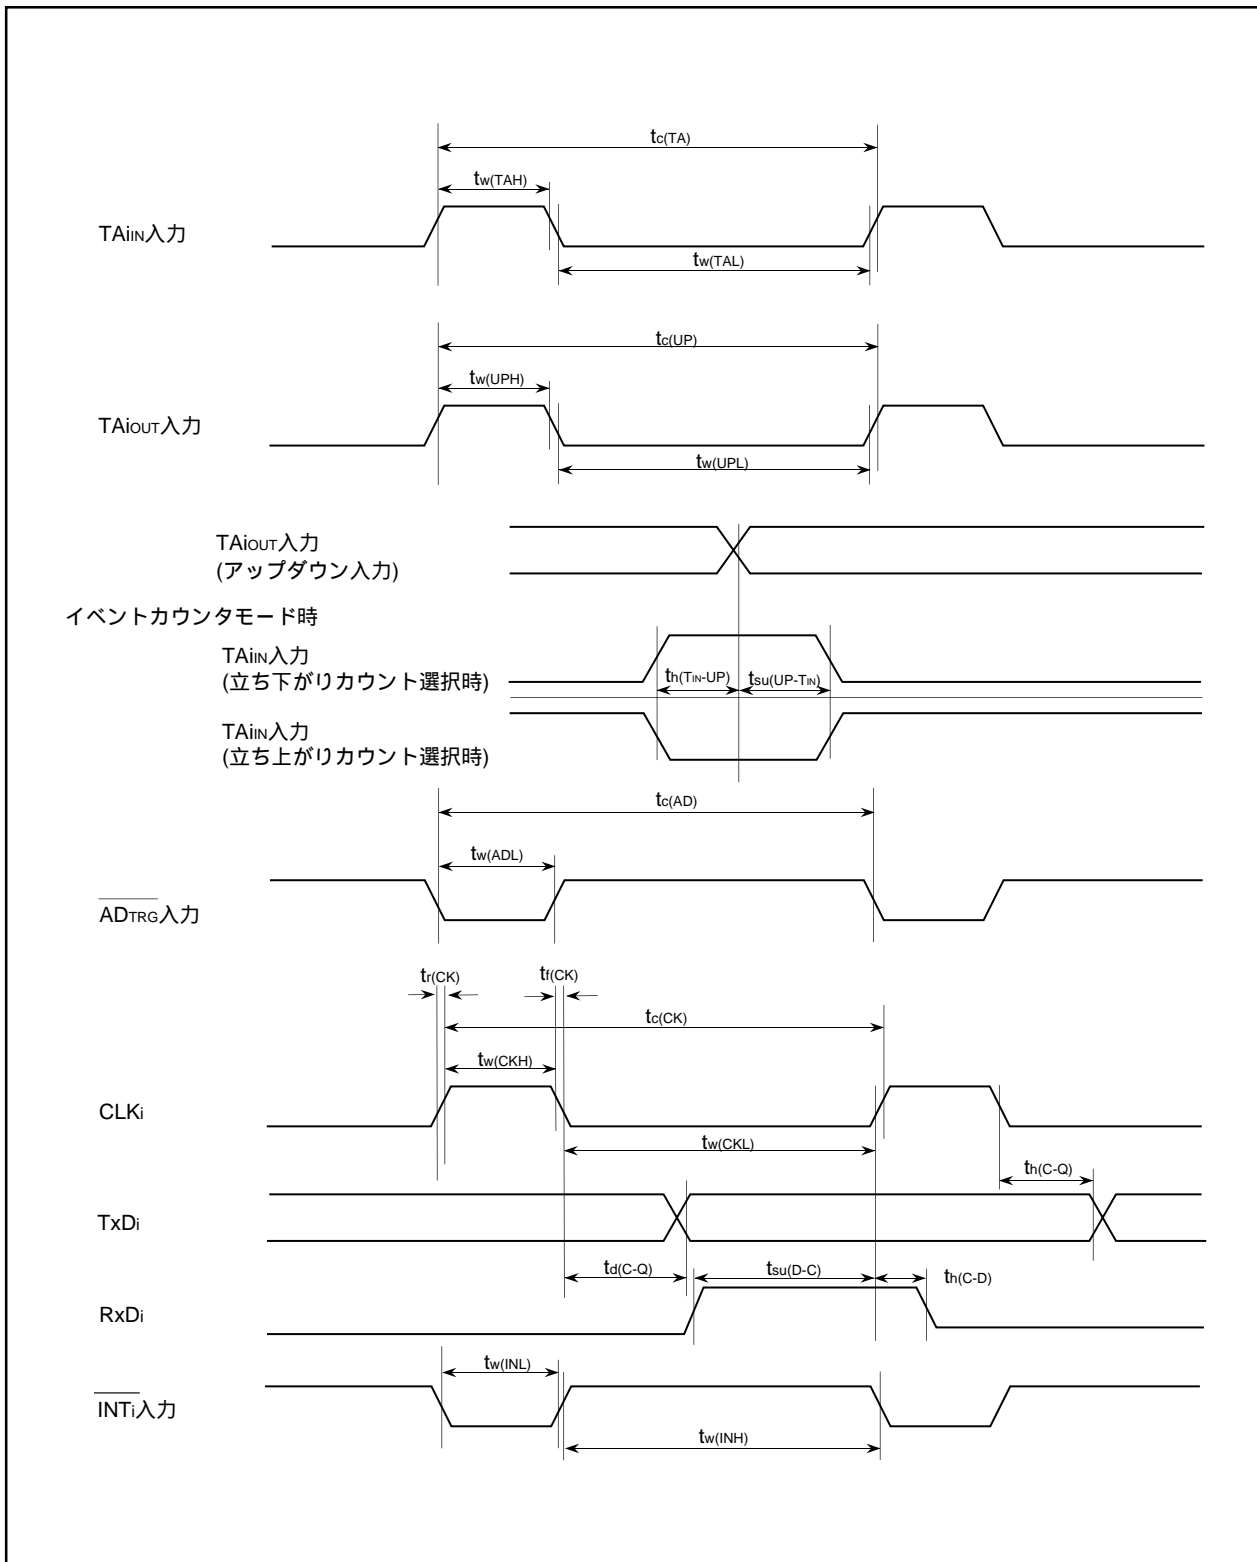 tc(TA)
tw(TAH)
TAiIN入力
tw(TAL)
tc(UP)
tw(UPH)
TAiOUT入力
tw(UPL)
TAiOUT入力
(アップダウン入力)
イベントカウンタモード時
TAiIN入力
(立ち下がりカウント選択時)
th(TIN-UP)
tsu(UP-TIN)
TAiIN入力
(立ち上がりカウント選択時)
tc(AD)
tw(ADL)
ADTRG入力
tr(CK)
tf(CK)
tc(CK)
tw(CKH)
CLKi
tw(CKL)
th(C-Q)
TxDi
td(C-Q)
tsu(D-C)
th(C-D)
RxDi
tw(INL)
INTi入力
tw(INH)